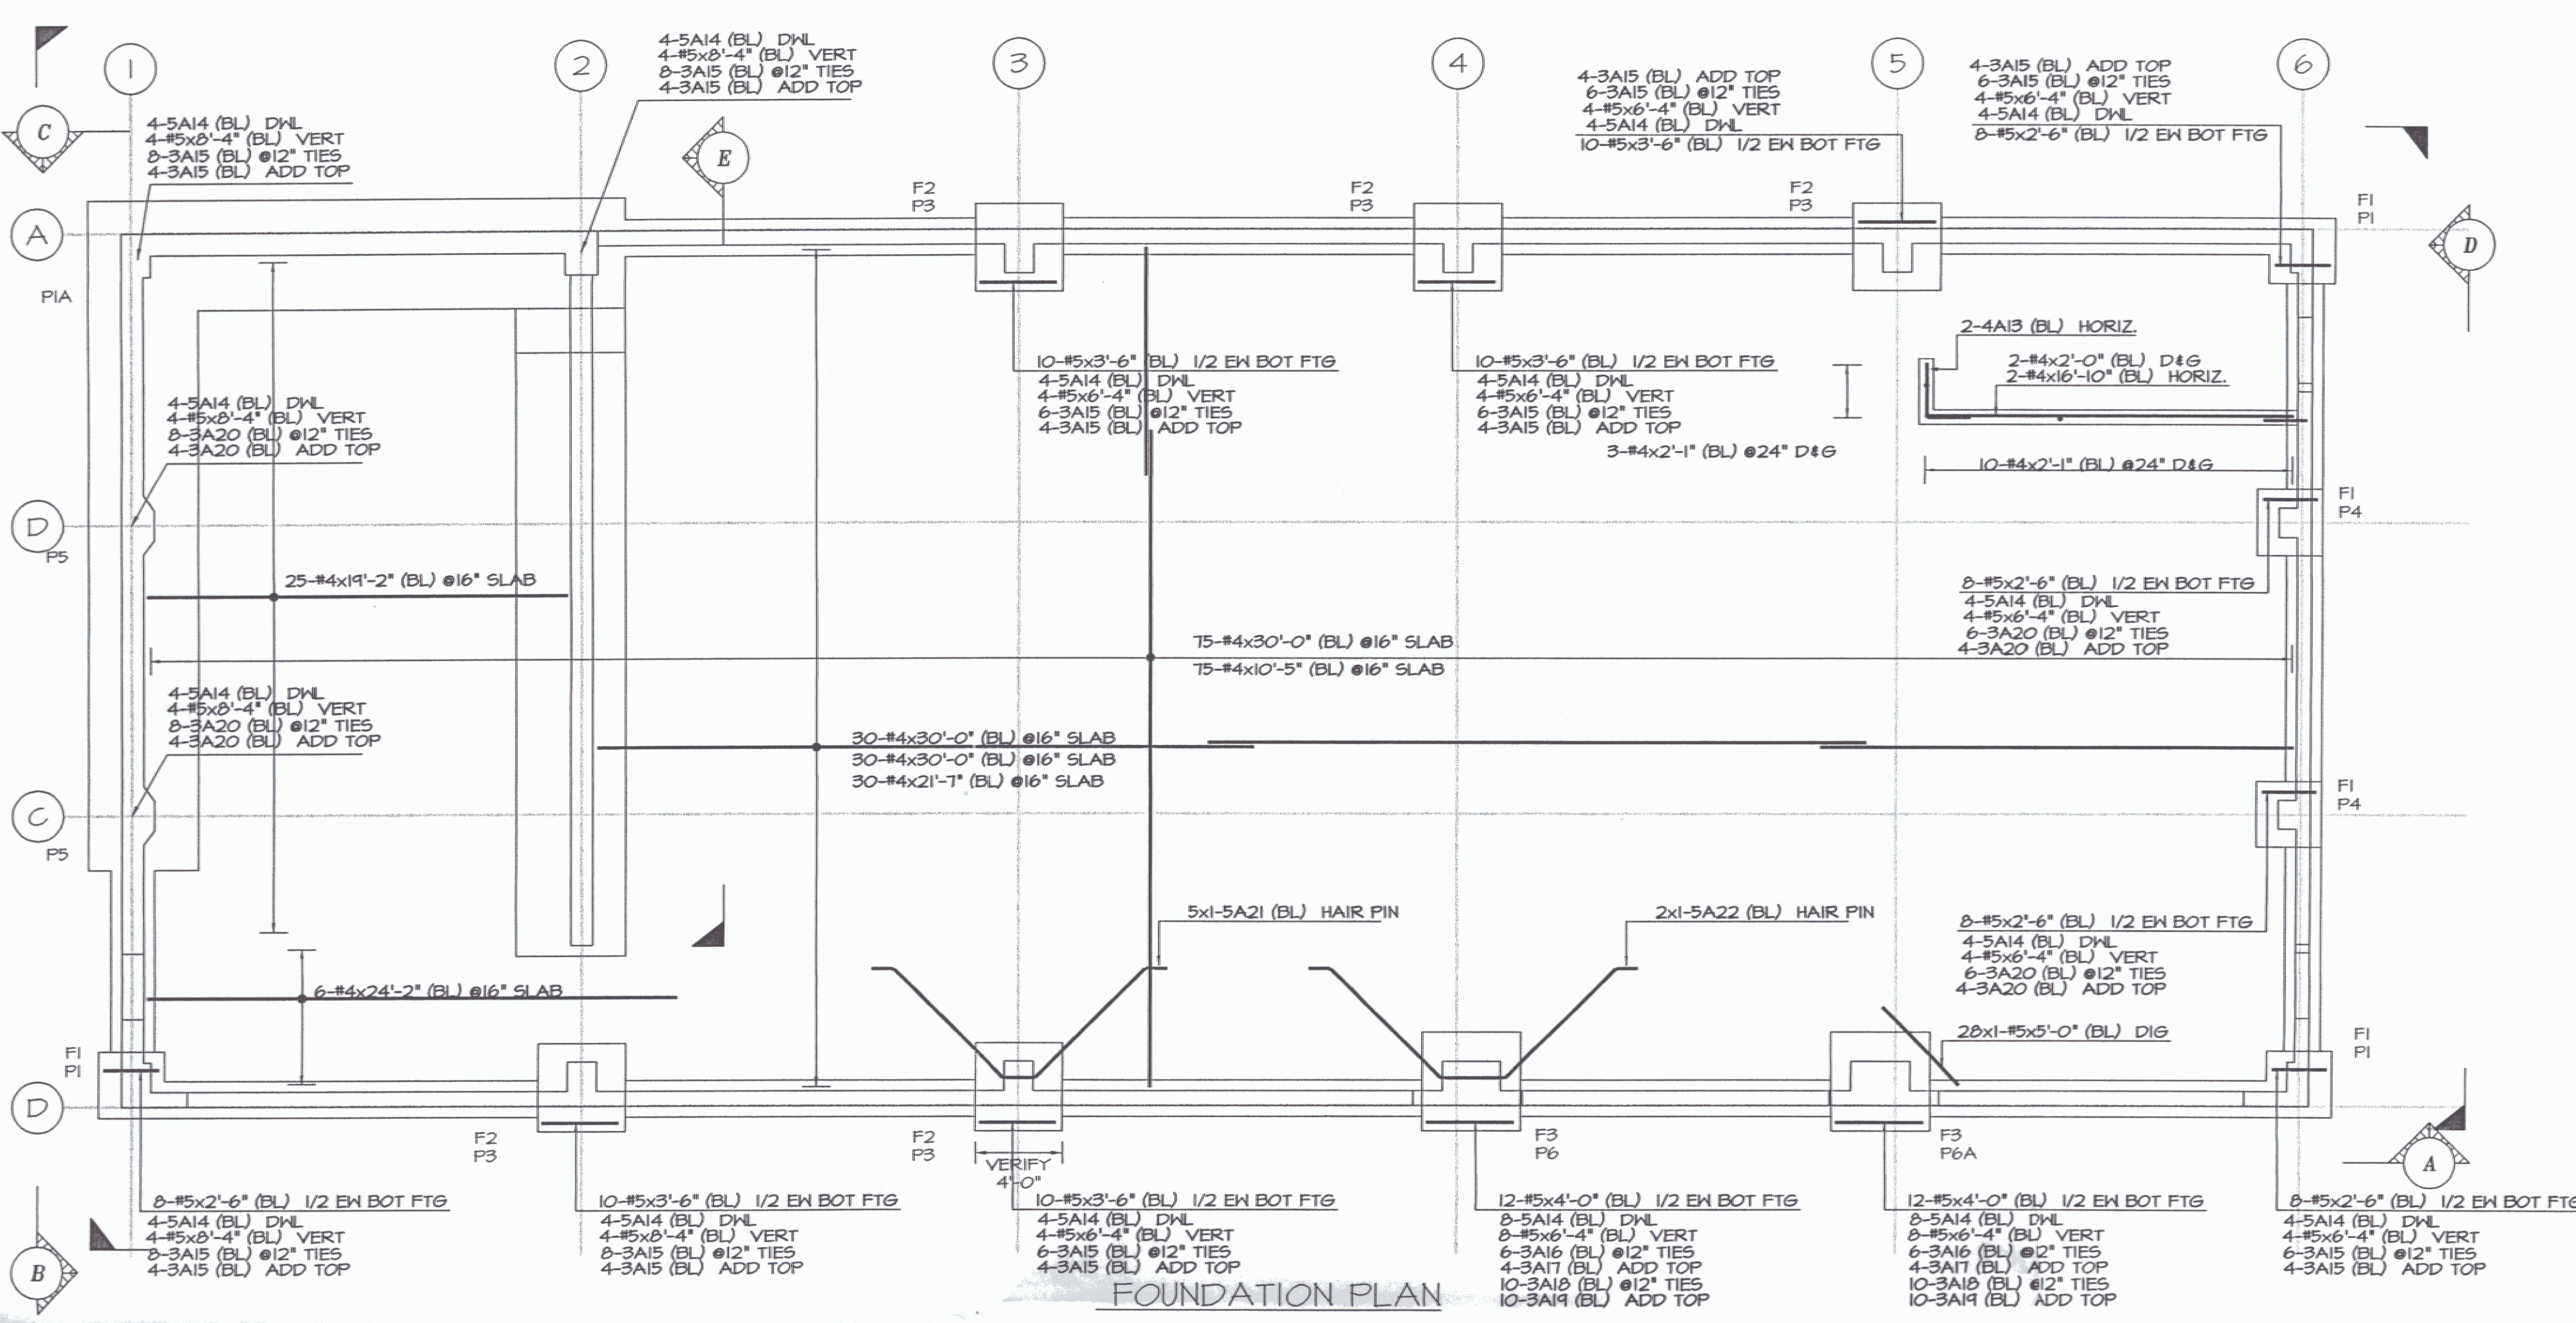 1
2
3
4
5
6
4-5A14 (BL) DWL
4-#5x8'-4" (BL) VERT
8-3A15 (BL) @12" TIES
4-3A15 (BL) ADD TOP
4-3A15 (BL) ADD TOP
6-3A15 (BL) @12" TIES
4-#5x6'-4" (BL) VERT
4-5A14 (BL) DWL
10-#5x3'-6" (BL) 1/2 EW BOT FTG
4-3A15 (BL) ADD TOP
6-3A15 (BL) @12" TIES
4-#5x6'-4" (BL) VERT
4-5A14 (BL) DWL
8-#5x2'-6" (BL) 1/2 EW BOT FTG
C
4-5A14 (BL) DWL
4-#5x8'-4" (BL) VERT
8-3A15 (BL) @12" TIES
4-3A15 (BL) ADD TOP
E
F2
P3
F2
P3
F2
P3
F1
P1
A
D
P1A
2-4A13 (BL) HORIZ.
2-#4x2'-0" (BL) D&G
2-#4x16'-10" (BL) HORIZ.
10-#5x3'-6" (BL) 1/2 EW BOT FTG
4-5A14 (BL) DWL
4-#5x6'-4" (BL) VERT
6-3A15 (BL) @12" TIES
4-3A15 (BL) ADD TOP
10-#5x3'-6" (BL) 1/2 EW BOT FTG
4-5A14 (BL) DWL
4-#5x6'-4" (BL) VERT
6-3A15 (BL) @12" TIES
4-3A15 (BL) ADD TOP
3-#4x2'-1" (BL) @24" D&G
10-#4x2'-1" (BL) @24" D&G
4-5A14 (BL) DWL
4-#5x8'-4" (BL) VERT
8-3A20 (BL) @12" TIES
4-3A20 (BL) ADD TOP
D
P5
F1
P4
25-#4x19'-2" (BL) @16" SLAB
8-#5x2'-6" (BL) 1/2 EW BOT FTG
4-5A14 (BL) DWL
4-#5x6'-4" (BL) VERT
6-3A20 (BL) @12" TIES
4-3A20 (BL) ADD TOP
75-#4x30'-0" (BL) @16" SLAB
75-#4x10'-5" (BL) @16" SLAB
4-5A14 (BL) DWL
4-#5x8'-4" (BL) VERT
8-3A20 (BL) @12" TIES
4-3A20 (BL) ADD TOP
30-#4x30'-0" (BL) @16" SLAB
30-#4x30'-0" (BL) @16" SLAB
30-#4x21'-7" (BL) @16" SLAB
C
P5
F1
P4
5x1-5A21 (BL) HAIR PIN
2x1-5A22 (BL) HAIR PIN
8-#5x2'-6" (BL) 1/2 EW BOT FTG
4-5A14 (BL) DWL
4-#5x6'-4" (BL) VERT
6-3A20 (BL) @12" TIES
4-3A20 (BL) ADD TOP
6-#4x24'-2" (BL) @16" SLAB
28x1-#5x5'-0" (BL) DIG
F1
P1
F1
P1
D
F2
P3
F2
P3
VERIFY
4'-0"
F3
P6
F3
P6A
A
8-#5x2'-6" (BL) 1/2 EW BOT FTG
4-5A14 (BL) DWL
4-#5x8'-4" (BL) VERT
8-3A15 (BL) @12" TIES
4-3A15 (BL) ADD TOP
B
10-#5x3'-6" (BL) 1/2 EW BOT FTG
4-5A14 (BL) DWL
4-#5x8'-4" (BL) VERT
8-3A15 (BL) @12" TIES
4-3A15 (BL) ADD TOP
10-#5x3'-6" (BL) 1/2 EW BOT FTG
4-5A14 (BL) DWL
4-#5x6'-4" (BL) VERT
6-3A15 (BL) @12" TIES
4-3A15 (BL) ADD TOP
12-#5x4'-0" (BL) 1/2 EW BOT FTG
8-5A14 (BL) DWL
8-#5x6'-4" (BL) VERT
6-3A16 (BL) @12" TIES
4-3A17 (BL) ADD TOP
10-3A18 (BL) @12" TIES
10-3A19 (BL) ADD TOP
12-#5x4'-0" (BL) 1/2 EW BOT FTG
8-5A14 (BL) DWL
8-#5x6'-4" (BL) VERT
6-3A16 (BL) @12" TIES
4-3A17 (BL) ADD TOP
10-3A18 (BL) @12" TIES
10-3A19 (BL) ADD TOP
8-#5x2'-6" (BL) 1/2 EW BOT FTG
4-5A14 (BL) DWL
4-#5x6'-4" (BL) VERT
6-3A15 (BL) @12" TIES
4-3A15 (BL) ADD TOP
FOUNDATION PLAN